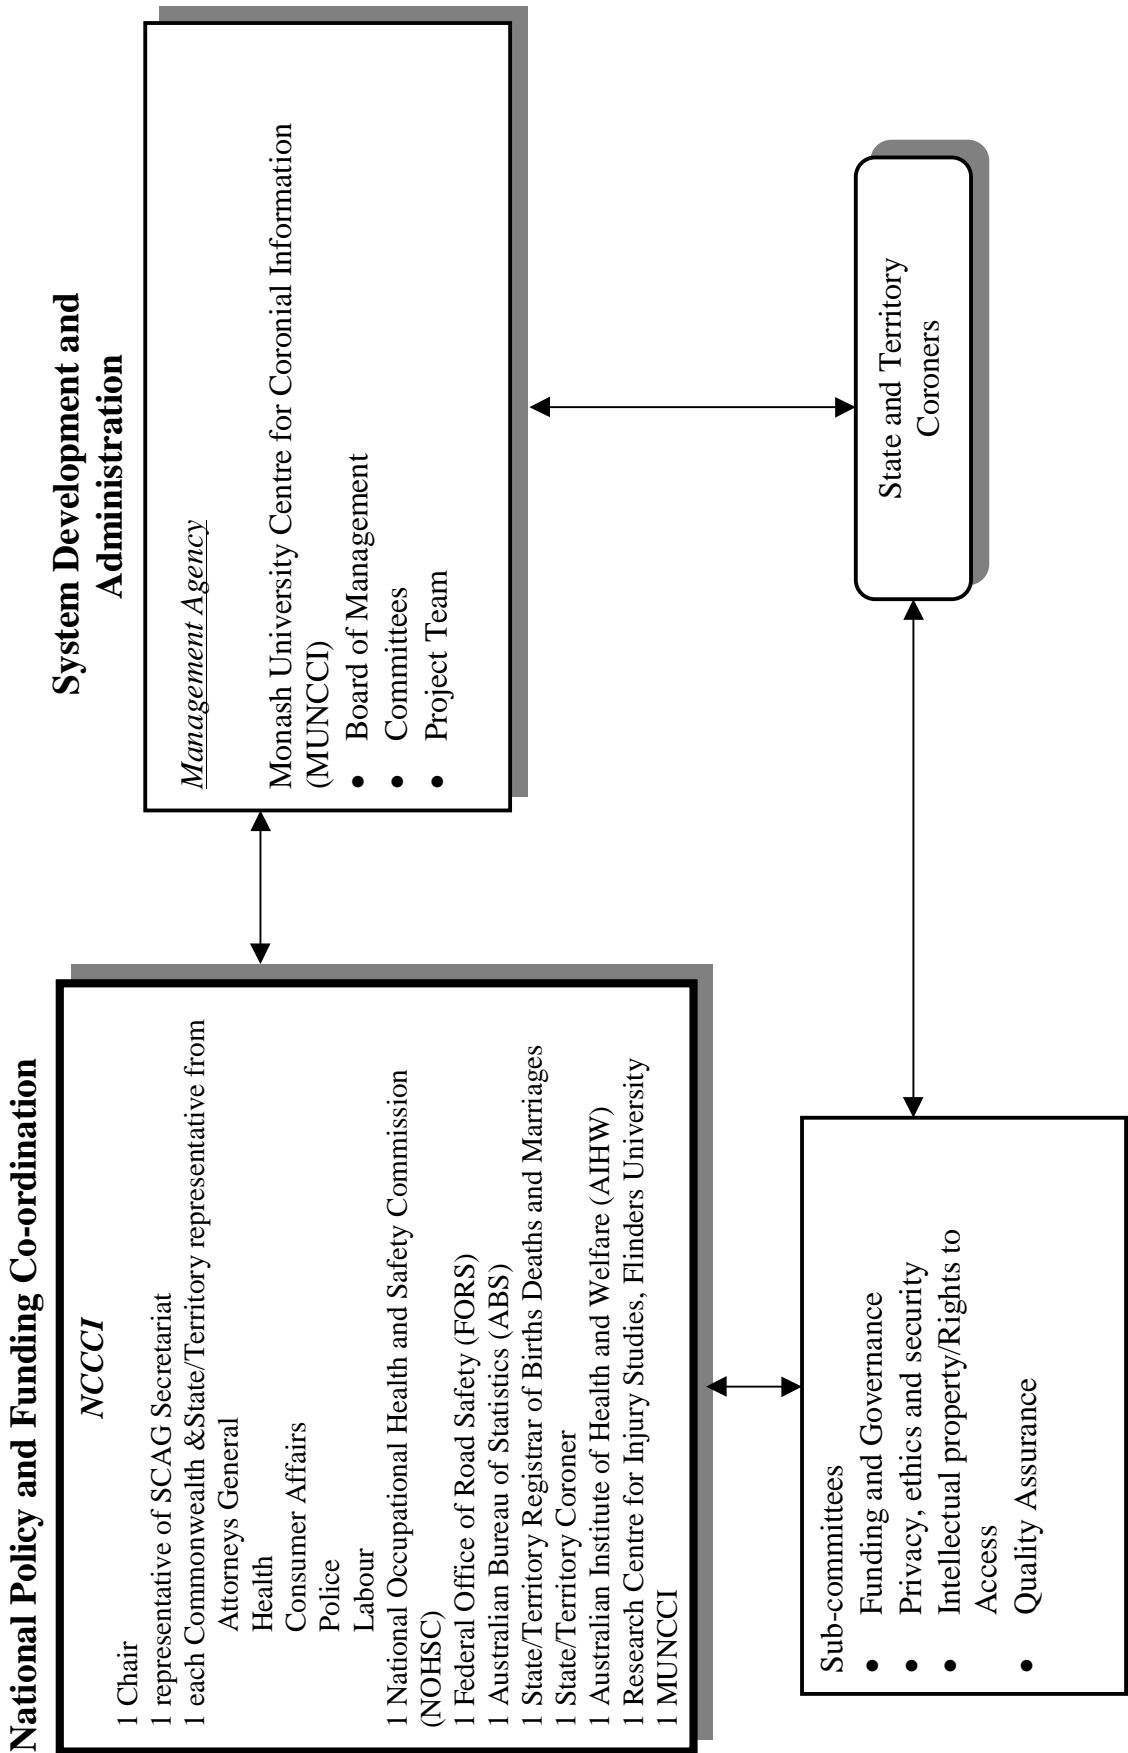 National Policy and Funding Co-ordination
NCCCI
1 Chair
1 representative of SCAG Secretariat
1 each Commonwealth &State/Territory representative from
Attorneys General
Health
Consumer Affairs
Police
Labour
1 National Occupational Health and Safety Commission
(NOHSC)
1 Federal Office of Road Safety (FORS)
1 Australian Bureau of Statistics (ABS)
1 State/Territory Registrar of Births Deaths and Marriages
1 State/Territory Coroner
1 Australian Institute of Health and Welfare (AIHW)
1 Research Centre for Injury Studies, Flinders University
1 MUNCCI
System Development and
Administration
Management Agency
Monash University Centre for Coronial Information
(MUNCCI)
● Board of Management
● Committees
● Project Team
Sub-committees
● Funding and Governance
● Privacy, ethics and security
● Intellectual property/Rights to
Access
● Quality Assurance
State and Territory
Coroners